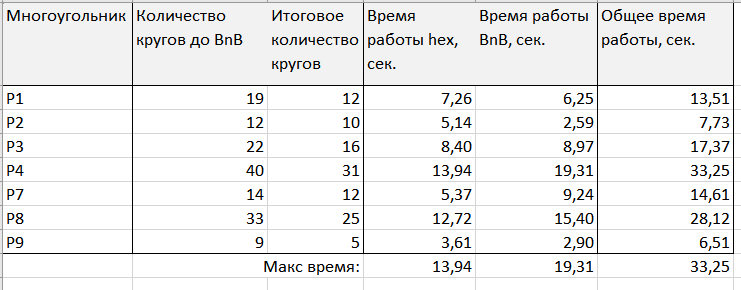 Многоугольник Количество кругов до BnB Итоговое количество кругов Время работы hex, сек. Время работы BnB, сек. Общее время работы, сек.
P1 19 12 7,26 6,25 13,51
P2 12 10 5,14 2,59 7,73
P3 22 16 8,40 8,97 17,37
P4 40 31 13,94 19,31 33,25
P7 14 12 5,37 9,24 14,61
P8 33 25 12,72 15,40 28,12
P9 9 5 3,61 2,90 6,51
Макс время: 13,94 19,31 33,25